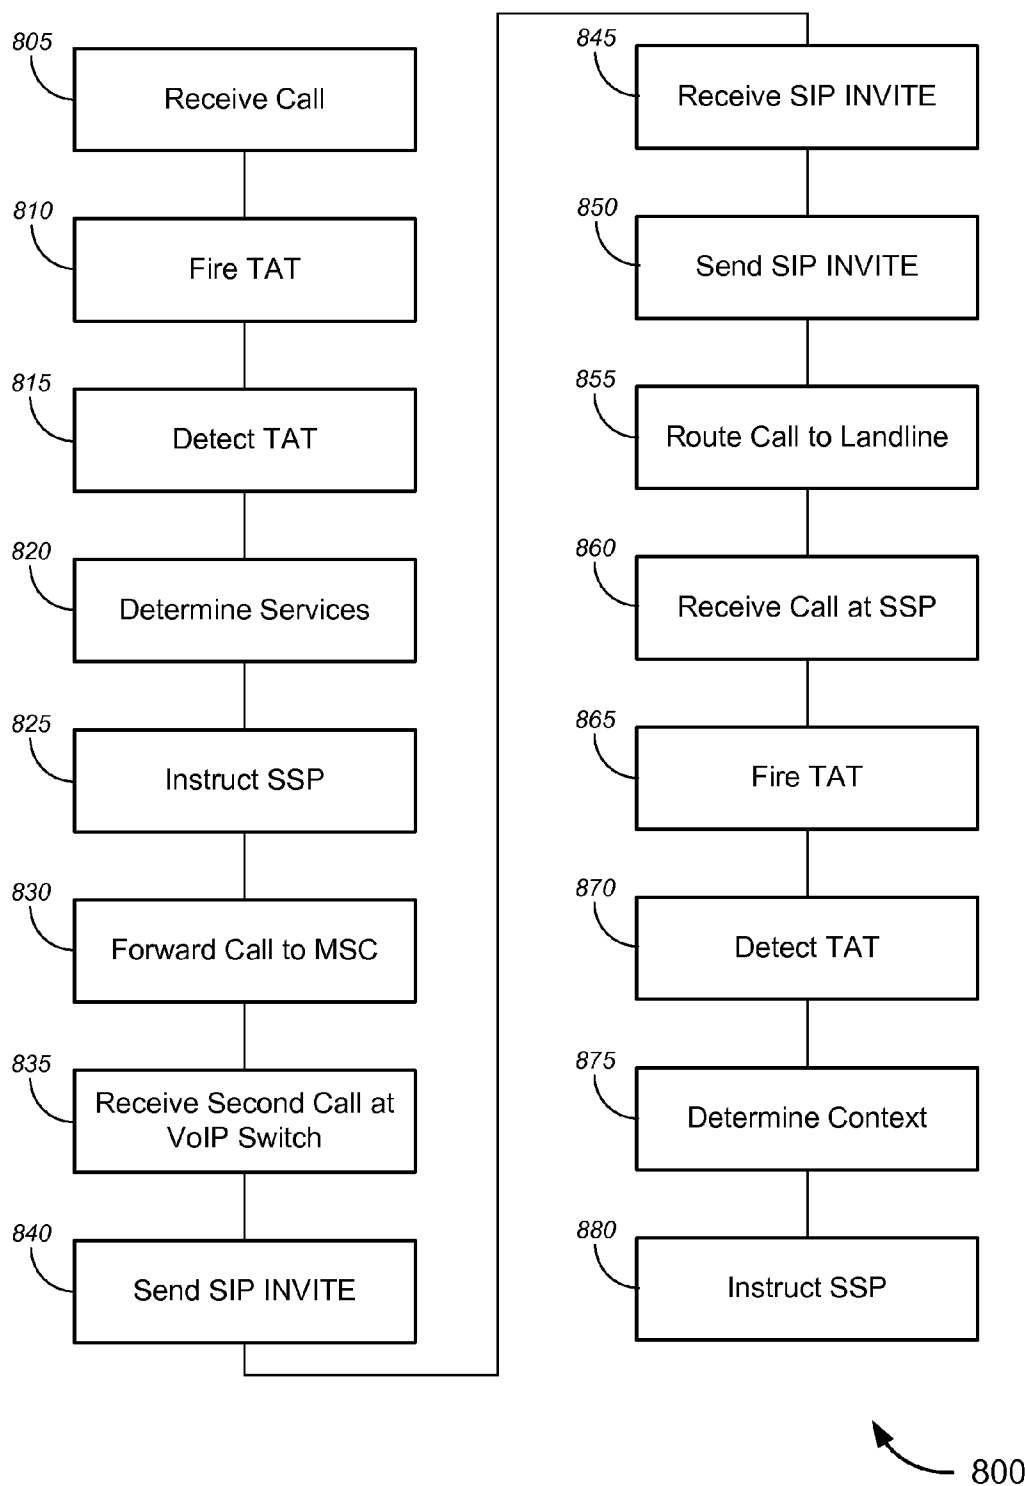 805
Receive Call
810
Fire TAT
815
Detect TAT
820
Determine Services
825
Instruct SSP
830
Forward Call to MSC
835
Receive Second Call at
VoIP Switch
840
Send SIP INVITE
845
Receive SIP INVITE
850
Send SIP INVITE
855
Route Call to Landline
860
Receive Call at SSP
865
Fire TAT
870
Detect TAT
875
Determine Context
880
Instruct SSP
800